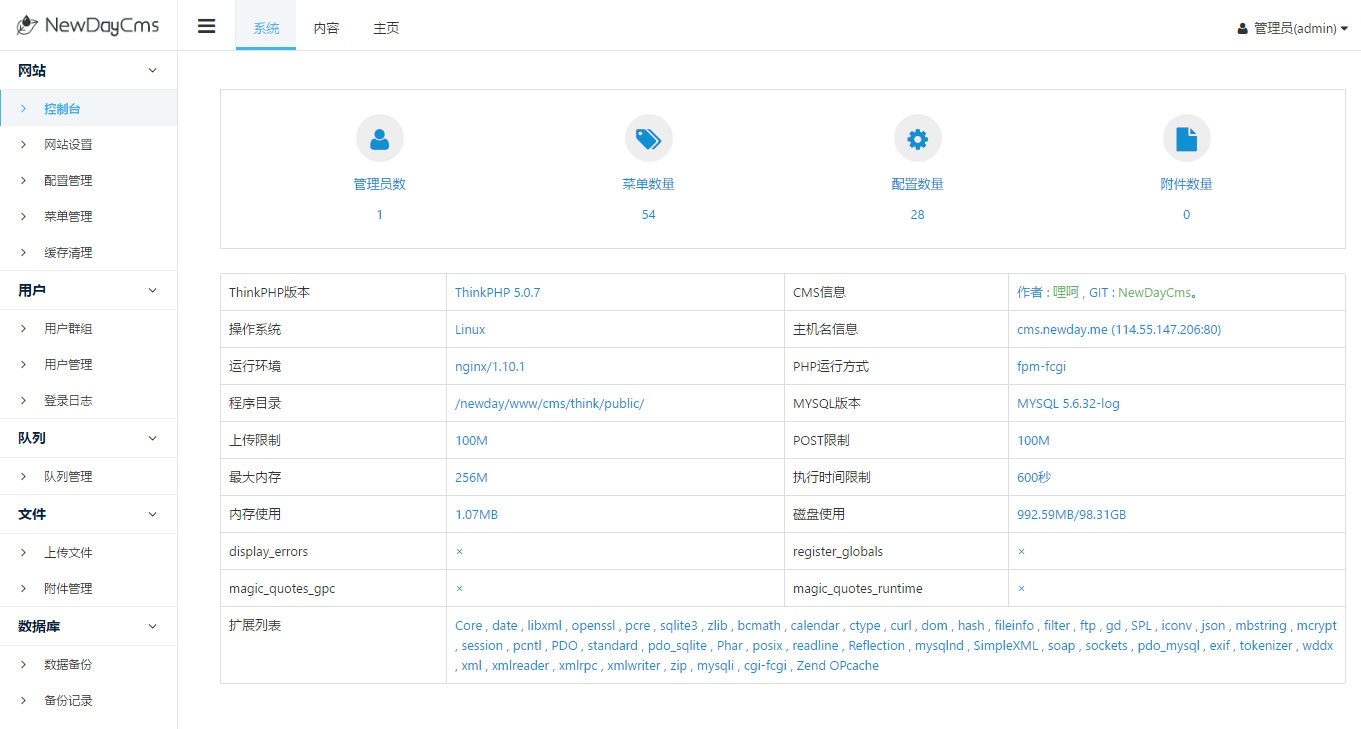 NewDayCms
系统 内容 主页 管理员(admin)
网站
控制台
网站设置
配置管理
菜单管理
缓存清理
用户
用户群组
用户管理
登录日志
队列
队列管理
文件
上传文件
附件管理
数据库
数据备份
备份记录
管理员数 菜单数量 配置数量 附件数量
1 54 28 0
ThinkPHP版本 ThinkPHP 5.0.7 CMS信息 作者 : 哩呵 , GIT : NewDayCms。
操作系统 Linux 主机名信息 cms.newday.me (114.55.147.206:80)
运行环境 nginx/1.10.1 PHP运行方式 fpm-fcgi
程序目录 /newday/www/cms/think/public/ MYSQL版本 MYSQL 5.6.32-log
上传限制 100M POST限制 100M
最大内存 256M 执行时间限制 600秒
内存使用 1.07MB 磁盘使用 992.59MB/98.31GB
display_errors × register_globals ×
magic_quotes_gpc × magic_quotes_runtime ×
扩展列表 Core , date , libxml , openssl , pcre , sqlite3 , zlib , bcmath , calendar , ctype , curl , dom , hash , fileinfo , filter , ftp , gd , SPL , iconv , json , mbstring , mcrypt
, session , pcntl , PDO , standard , pdo_sqlite , Phar , posix , readline , Reflection , mysqlnd , SimpleXML , soap , sockets , pdo_mysql , exif , tokenizer , wddx
, xml , xmlreader , xmlrpc , xmlwriter , zip , mysqli , cgi-fcgi , Zend OPcache